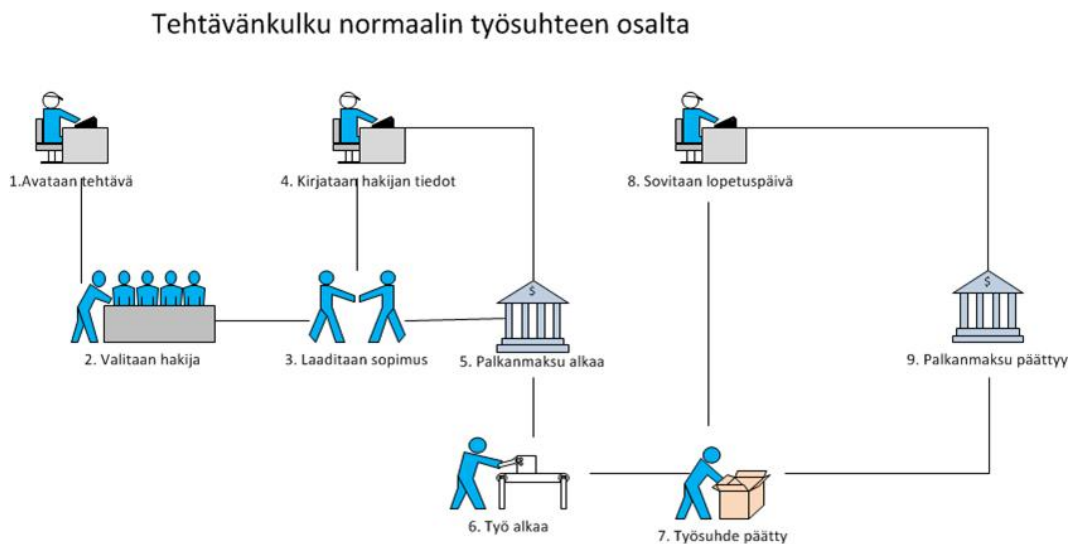 Tehtävänkulku normaalin työsuhteen osalta
1.Avataan tehtävä
4. Kirjataan hakijan tiedot
8. Sovitaan lopetuspäivä
$
$
2. Valitaan hakija
3. Laaditaan sopimus
5. Palkanmaksu alkaa
9. Palkanmaksu päättyy
6. Työ alkaa
7. Työsuhde päätty